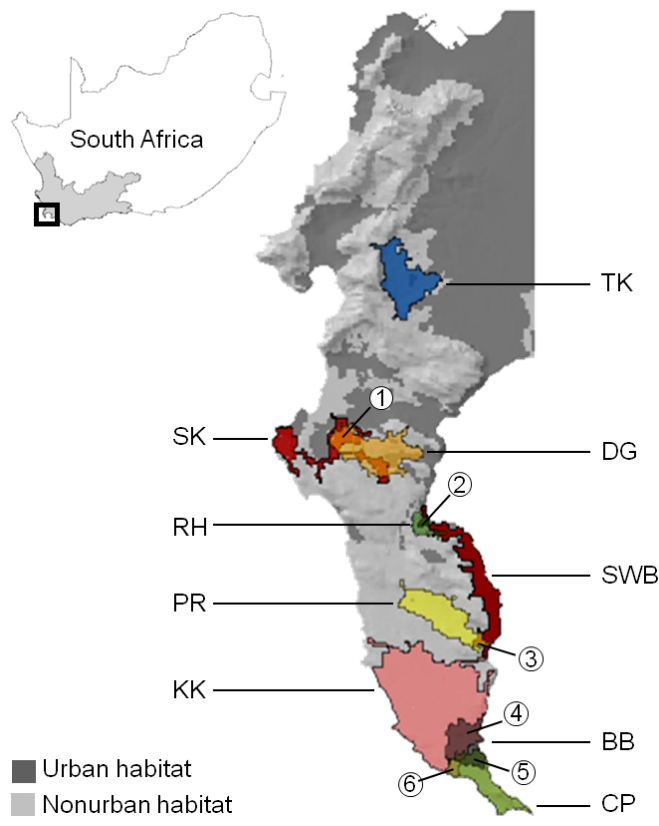 South Africa
TK
①
SK
DG
②
RH
SWB
PR
③
KK
④
BB
⑤
⑥
Urban habitat
CP
Nonurban habitat